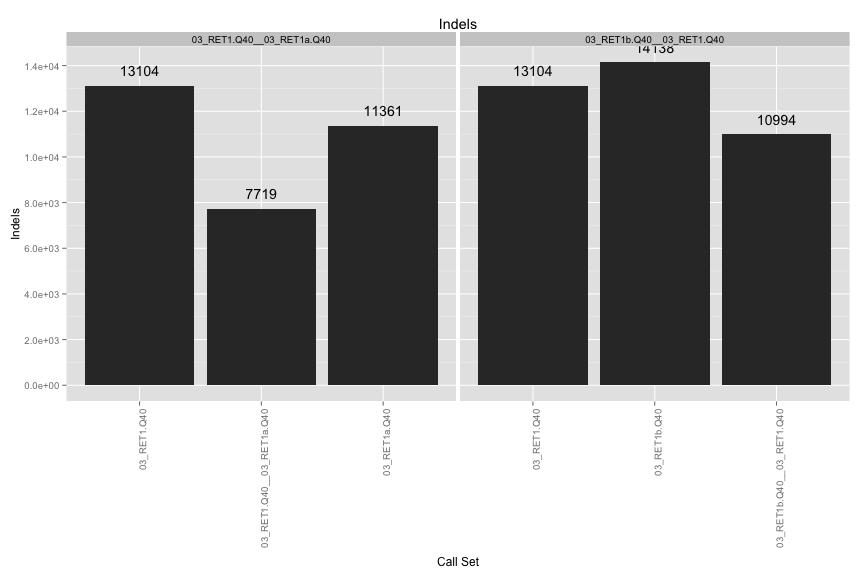 Indels
03_RET1.Q40__03_RET1a.Q40
03_RET1b.Q40__03_RET1.Q40
1.4e+04
1.2e+04
1.0e+04
8.0e+03
6.0e+03
4.0e+03
2.0e+03
0.0e+00
Indels
13104
7719
11361
13104
14138
10994
03_RET1.Q40
03_RET1.Q40__03_RET1a.Q40
03_RET1a.Q40
03_RET1.Q40
03_RET1b.Q40
03_RET1b.Q40__03_RET1.Q40
Call Set